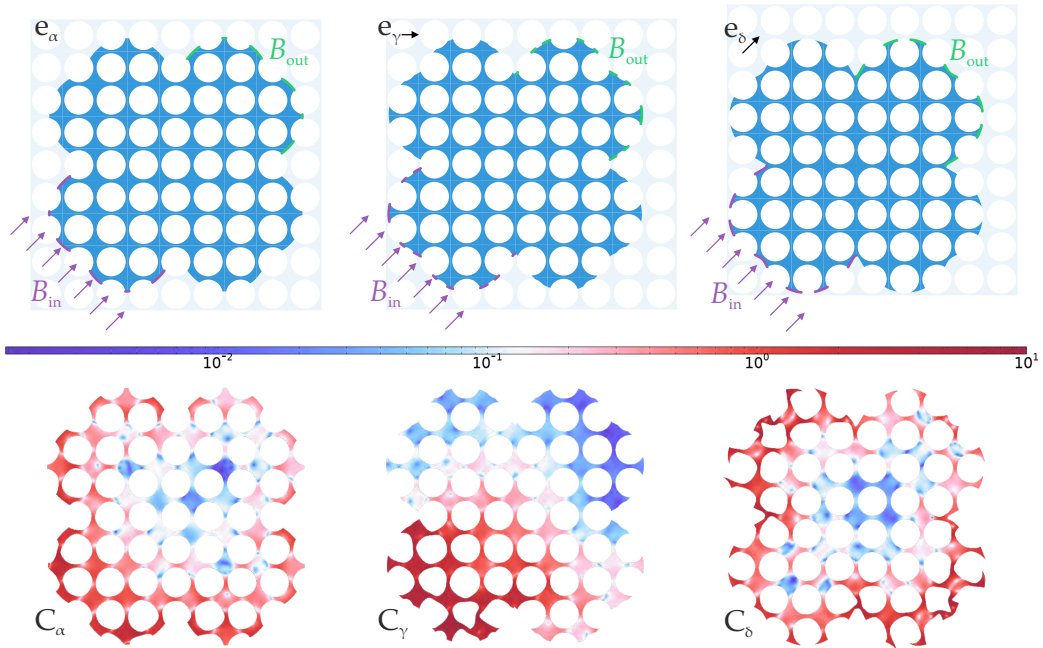 e_α
B_out
B_in
e_γ
B_out
B_in
e_δ
B_out
B_in
10^-2
10^-1
10^0
10^1
C_α
C_γ
C_δ